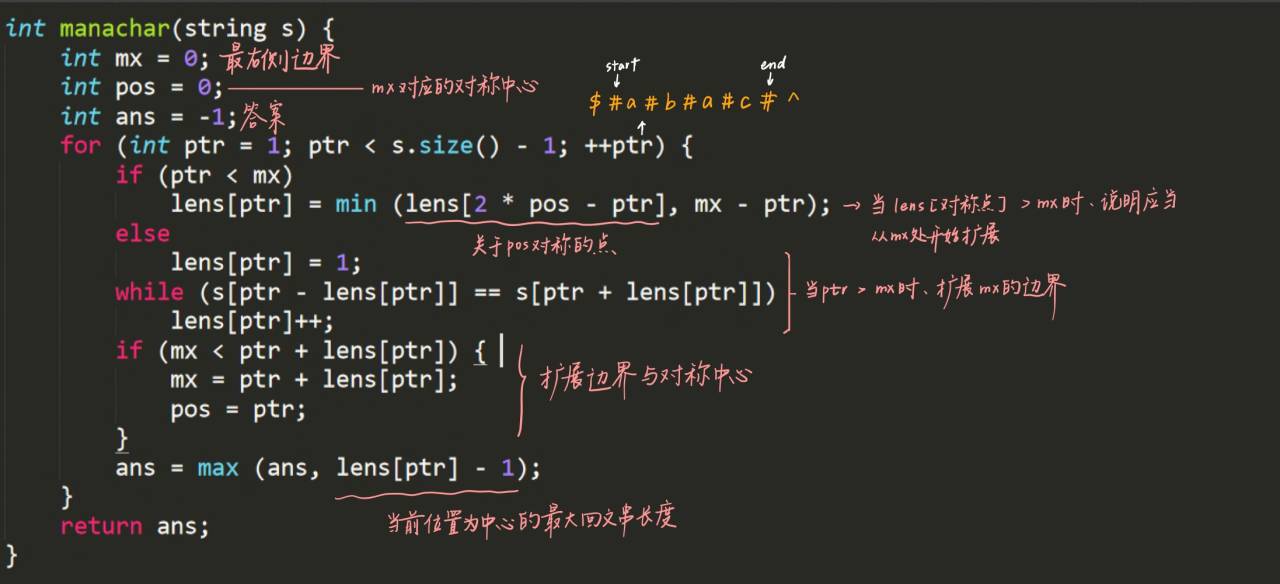 int manachar(string s) {
int mx = 0; 最右侧边界
start
end
int pos = 0; mx对应的对称中心
$ # a # b # a # c # ^
int ans = -1; 答案
for (int ptr = 1; ptr < s.size() - 1; ++ptr) {
if (ptr < mx)
lens[ptr] = min (lens[2 * pos - ptr], mx - ptr); → 当lens[对称点] > mx时、说明应当
从mx处开始扩展
else 关于pos对称的点
lens[ptr] = 1;
while (s[ptr - lens[ptr]] == s[ptr + lens[ptr]]) 当ptr > mx时、扩展mx的边界
lens[ptr]++;
if (mx < ptr + lens[ptr]) {
mx = ptr + lens[ptr]; 扩展边界与对称中心
pos = ptr;
}
ans = max (ans, lens[ptr] - 1);
}
当前位置为中心的最大回文串长度
return ans;
}